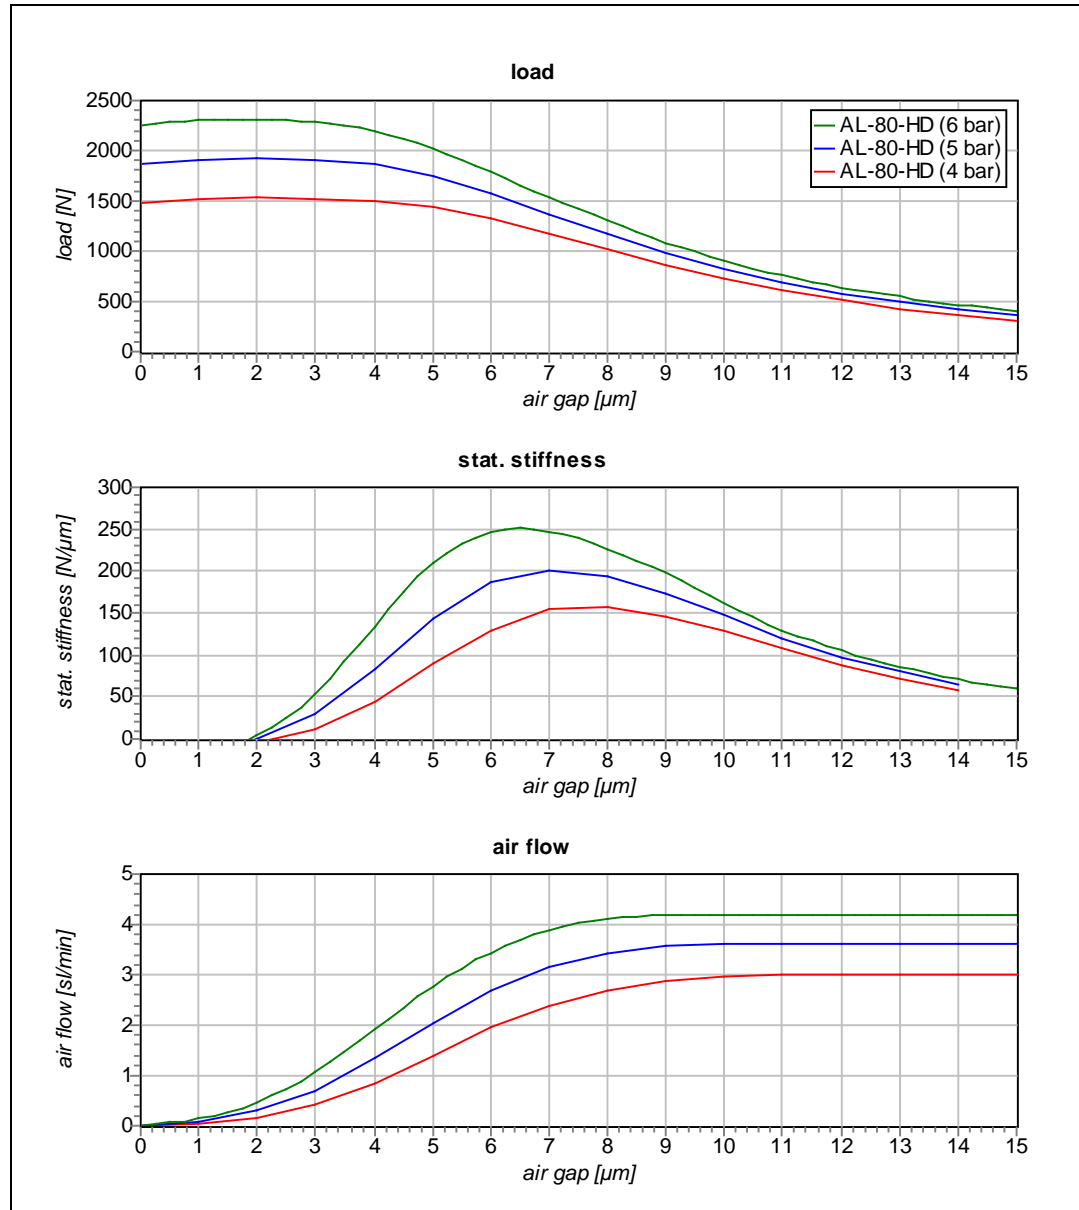 load
2500
2000
1500
1000
500
0
load [N]
AL-80-HD (6 bar)
AL-80-HD (5 bar)
AL-80-HD (4 bar)
0 1 2 3 4 5 6 7 8 9 10 11 12 13 14 15
air gap [µm]
stat. stiffness
300
250
200
150
100
50
0
stat. stiffness [N/µm]
0 1 2 3 4 5 6 7 8 9 10 11 12 13 14 15
air gap [µm]
air flow
5
4
3
2
1
0
air flow [sl/min]
0 1 2 3 4 5 6 7 8 9 10 11 12 13 14 15
air gap [µm]